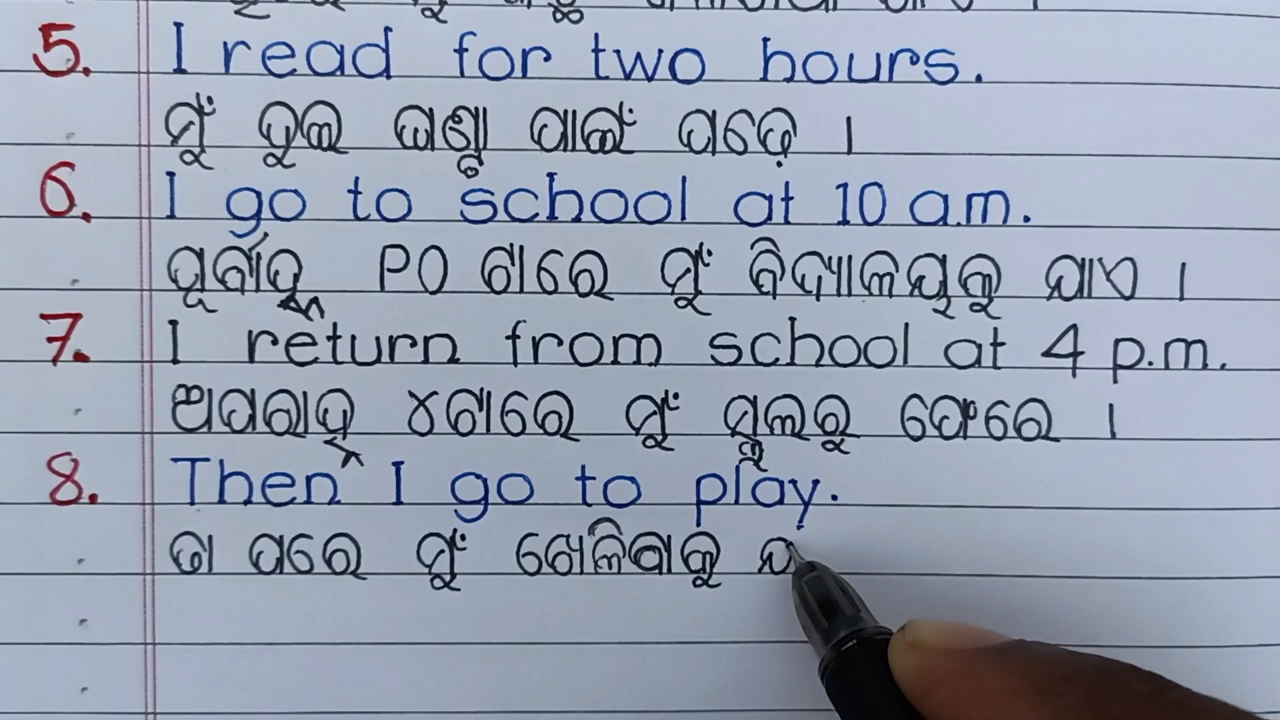 5. I read for two hours.
ମୁଁ ଦୁଇ ଘଣ୍ଟା ପାଇଁ ପଢ଼େ ।
6. I go to school at 10 a.m.
ପୂର୍ବାହ୍ନ ୧୦ ଟାରେ ମୁଁ ବିଦ୍ୟାଳୟକୁ ଯାଏ ।
7. I return from school at 4 p.m.
ଅପରାହ୍ନ ୪ଟାରେ ମୁଁ ସ୍କୁଲରୁ ଫେରେ ।
8. Then I go to play.
ତା ପରେ ମୁଁ ଖେଳିବାକୁ